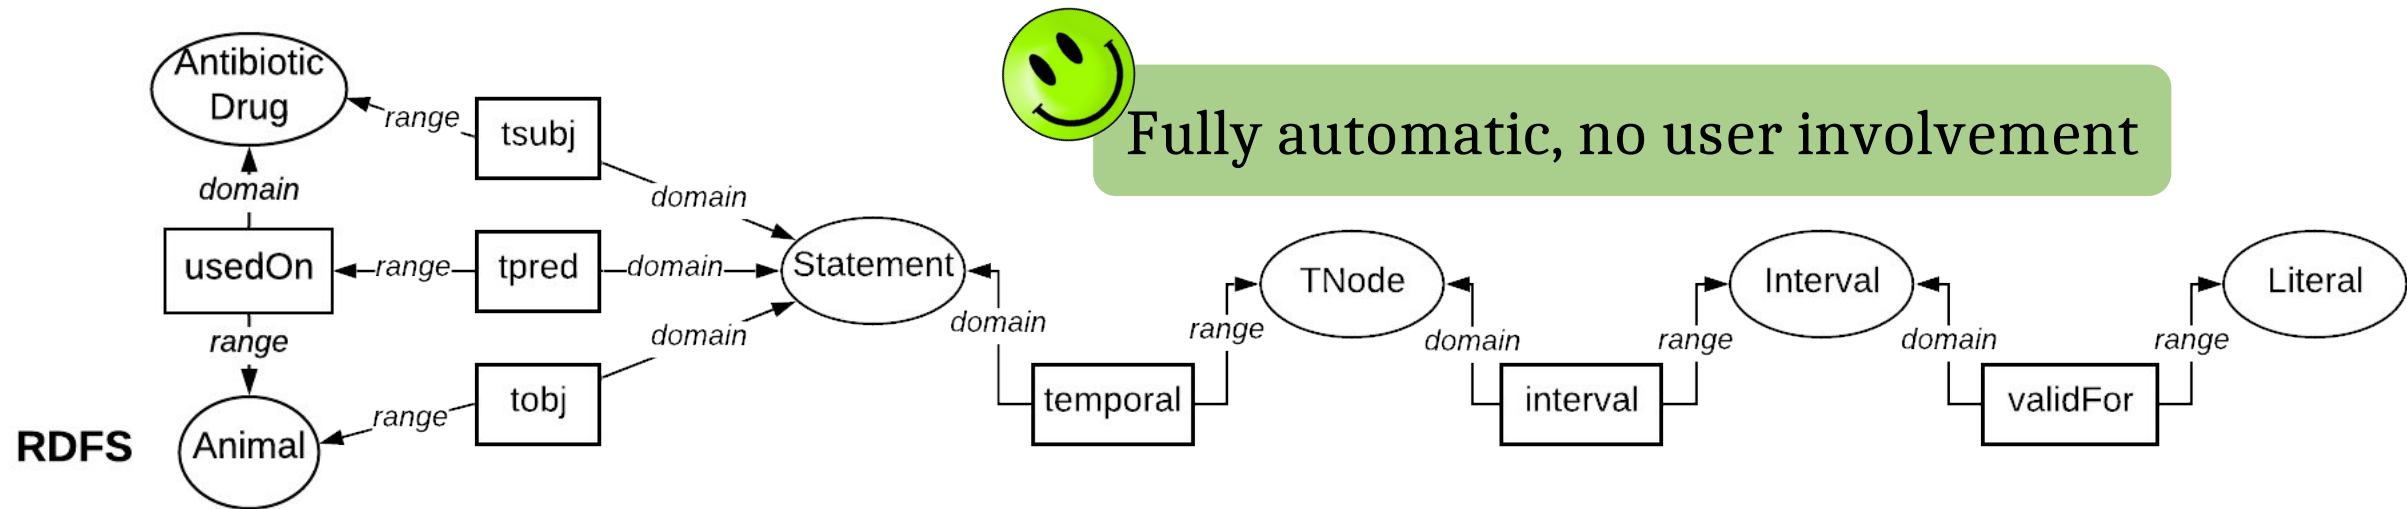 Antibiotic
Drug
range
tsubj
Fully automatic, no user involvement
domain
domain
usedOn
range
tpred
domain
Statement
TNode
Interval
Literal
range
domain
domain
range
domain
range
domain
range
RDFS
Animal
range
tobj
temporal
interval
validFor